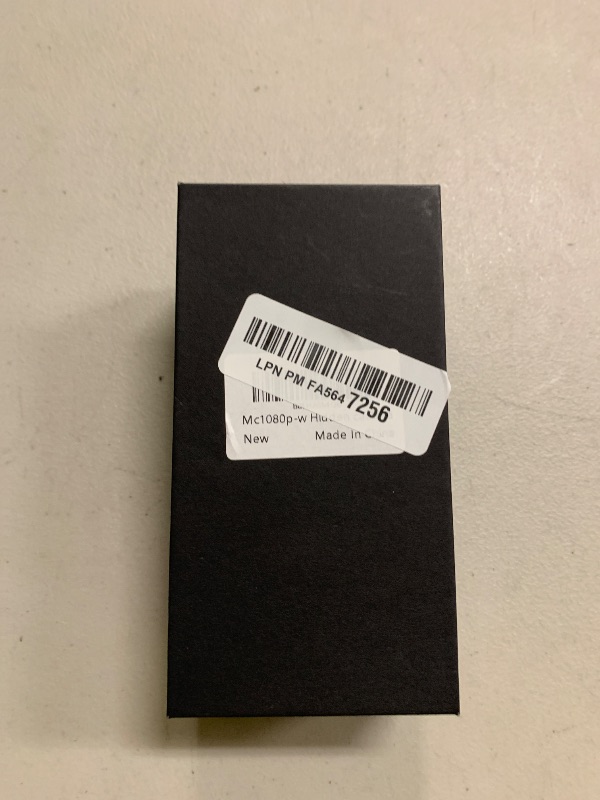 LPN PM FA564 7256
Mc1080p-w
New Made In